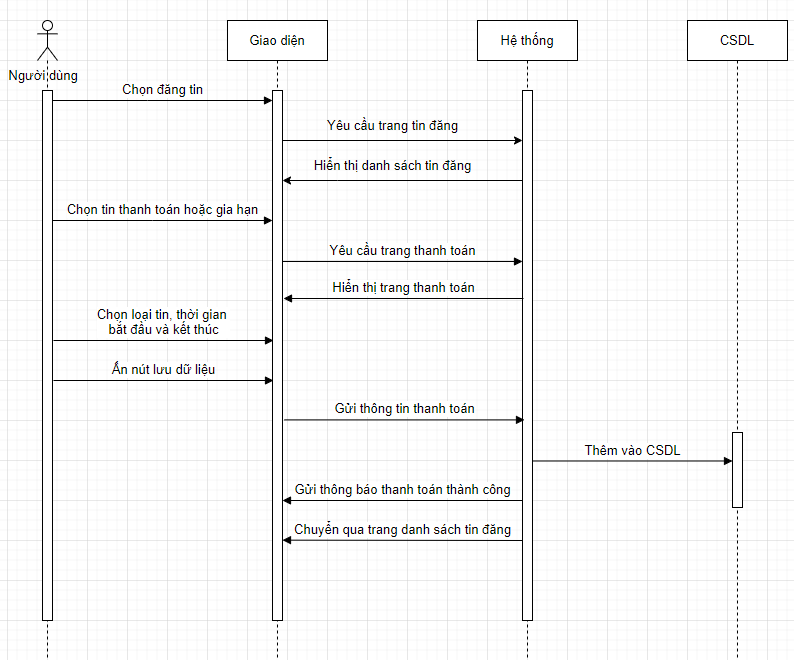 Giao diện
Hệ thống
CSDL
Người dùng
Chọn đăng tin
Yêu cầu trang tin đăng
Hiển thị danh sách tin đăng
Chọn tin thanh toán hoặc gia hạn
Yêu cầu trang thanh toán
Hiển thị trang thanh toán
Chọn loại tin, thời gian
bắt đầu và kết thúc
Ấn nút lưu dữ liệu
Gửi thông tin thanh toán
Thêm vào CSDL
Gửi thông báo thanh toán thành công
Chuyển qua trang danh sách tin đăng